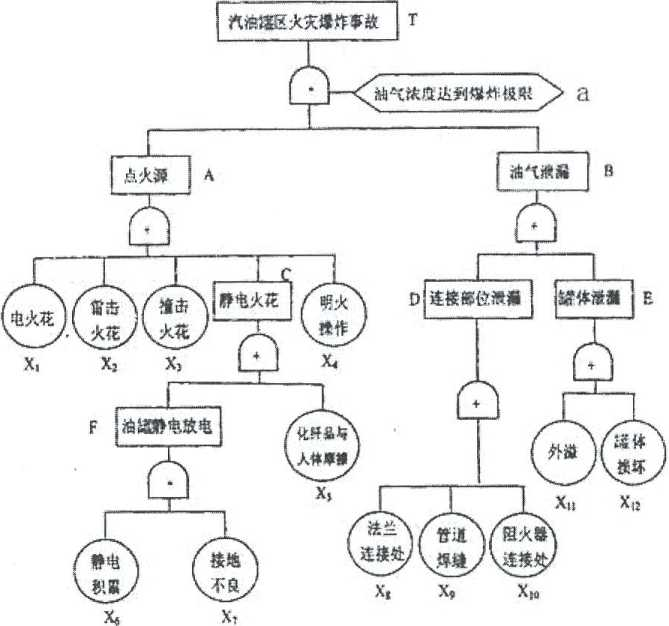 汽油罐区火灾爆炸事故 T
·
油气浓度达到爆炸极限 a
点火源 A
油气泄漏 B
+
+
C
电火花
雷击
火花
撞击
火花
静电火花
明火
操作
D 连接部位泄漏
罐体泄漏 E
X1
X2
X3
X4
+
+
+
F 油罐静电放电
化纤品与
人体摩擦
外溢
罐体
损坏
X5
X11
X12
·
静电
积累
接地
不良
法兰
连接处
管道
焊缝
阻火器
连接处
X6
X7
X8
X9
X10